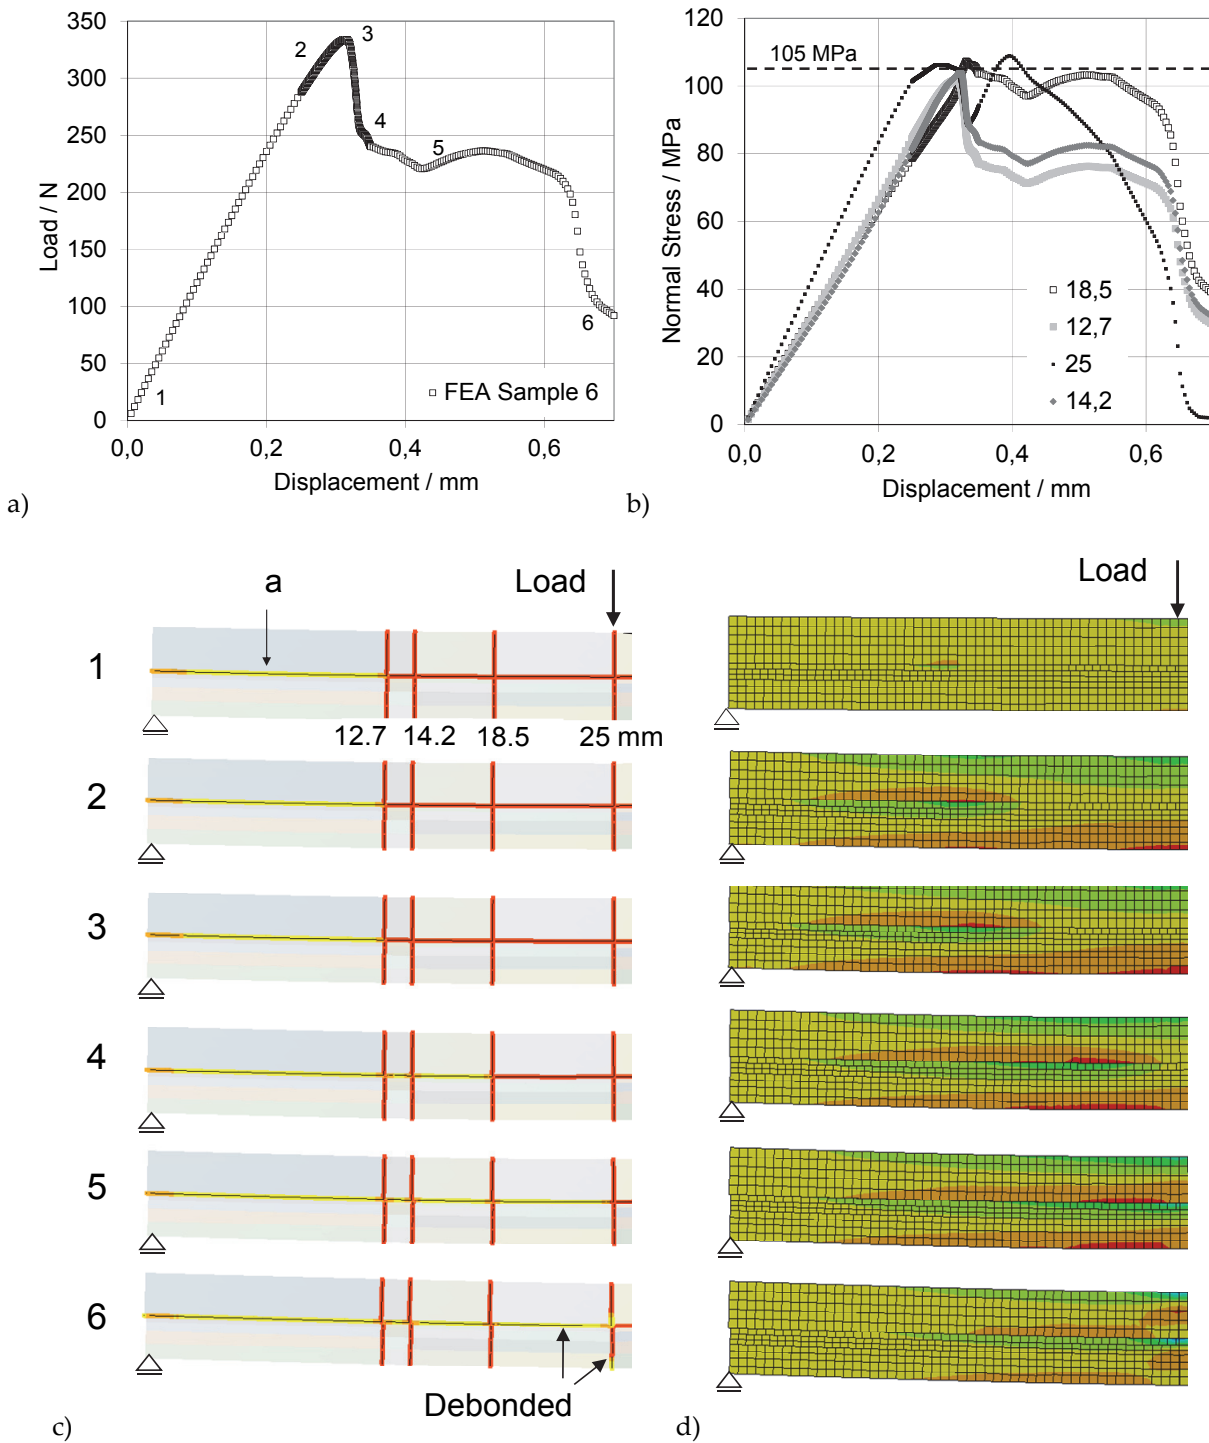 350
300
250
200
150
100
50
0
Load / N
2
3
4
5
6
1
FEA Sample 6
0,0
0,2
0,4
0,6
Displacement / mm
a)
120
100
80
60
40
20
0
Normal Stress / MPa
105 MPa
18,5
12,7
25
14,2
0,0
0,2
0,4
0,6
Displacement / mm
b)
a
Load
1
12.7 14.2 18.5 25 mm
2
3
4
5
6
Debonded
c)
Load
d)